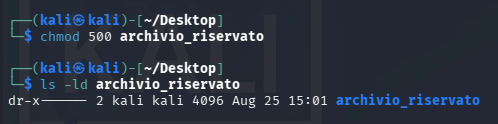 ┌──(kali㉿kali)-[~/Desktop]
└─$ chmod 500 archivio_riservato
┌──(kali㉿kali)-[~/Desktop]
└─$ ls -ld archivio_riservato
dr-x------ 2 kali kali 4096 Aug 25 15:01 archivio_riservato